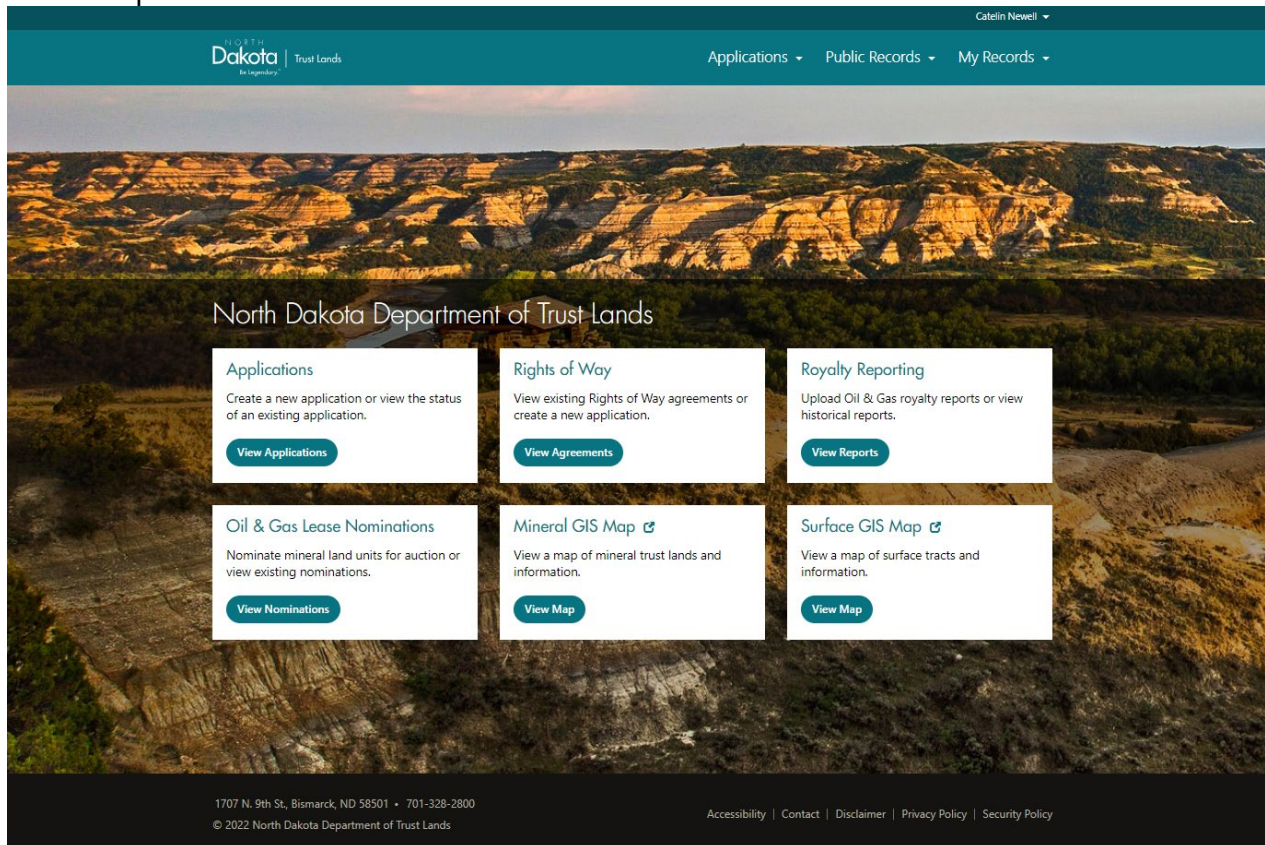 Catelin Newell
NORTH
Dakota | Trust Lands
Be Legendary.™
Applications
Public Records
My Records
North Dakota Department of Trust Lands
Applications
Create a new application or view the status
of an existing application.
View Applications
Rights of Way
View existing Rights of Way agreements or
create a new application.
View Agreements
Royalty Reporting
Upload Oil & Gas royalty reports or view
historical reports.
View Reports
Oil & Gas Lease Nominations
Nominate mineral land units for auction or
view existing nominations.
View Nominations
Mineral GIS Map
View a map of mineral trust lands and
information.
View Map
Surface GIS Map
View a map of surface tracts and
information.
View Map
1707 N. 9th St., Bismarck, ND 58501 • 701-328-2800
© 2022 North Dakota Department of Trust Lands
Accessibility | Contact | Disclaimer | Privacy Policy | Security Policy